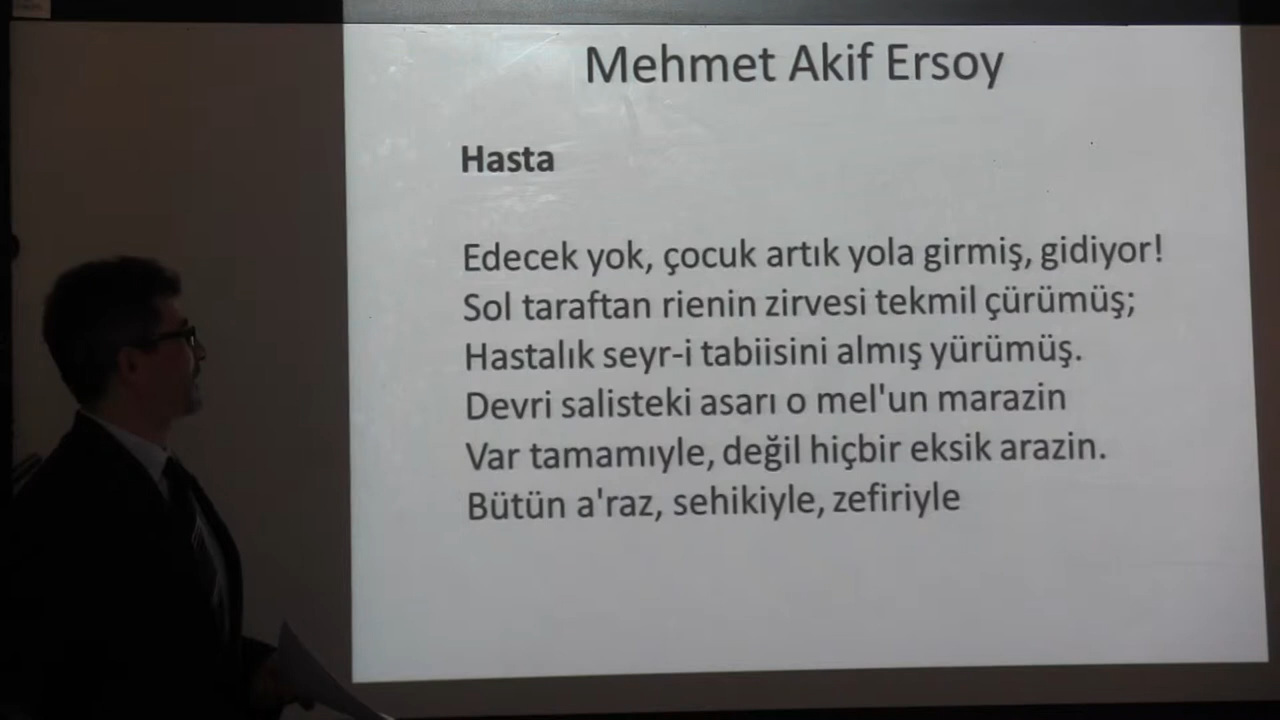 Mehmet Akif Ersoy
Hasta
Edecek yok, çocuk artık yola girmiş, gidiyor!
Sol taraftan rienin zirvesi tekmil çürümüş;
Hastalık seyr-i tabiisini almış yürümüş.
Devri salisteki asarı o mel'un marazin
Var tamamıyle, değil hiçbir eksik arazin.
Bütün a'raz, sehikiyle, zefiriyle